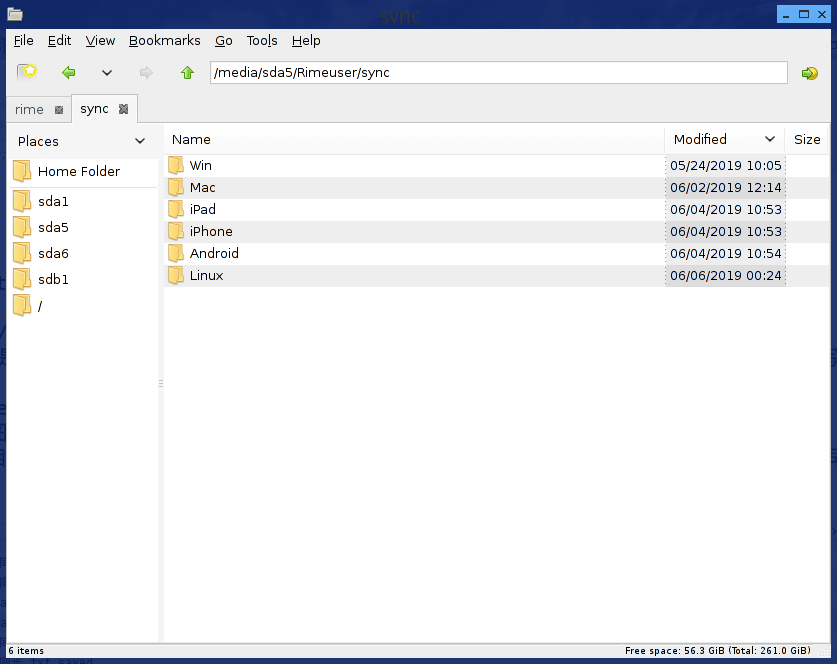 sync
File Edit View Bookmarks Go Tools Help
/media/sda5/Rimeuser/sync
rime sync
Places Name Modified Size
Home Folder
sda1
sda5
sda6
sdb1
/
Win 05/24/2019 10:05
Mac 06/02/2019 12:14
iPad 06/04/2019 10:53
iPhone 06/04/2019 10:53
Android 06/04/2019 10:54
Linux 06/06/2019 00:24
6 items Free space: 56.3 GiB (Total: 261.0 GiB)